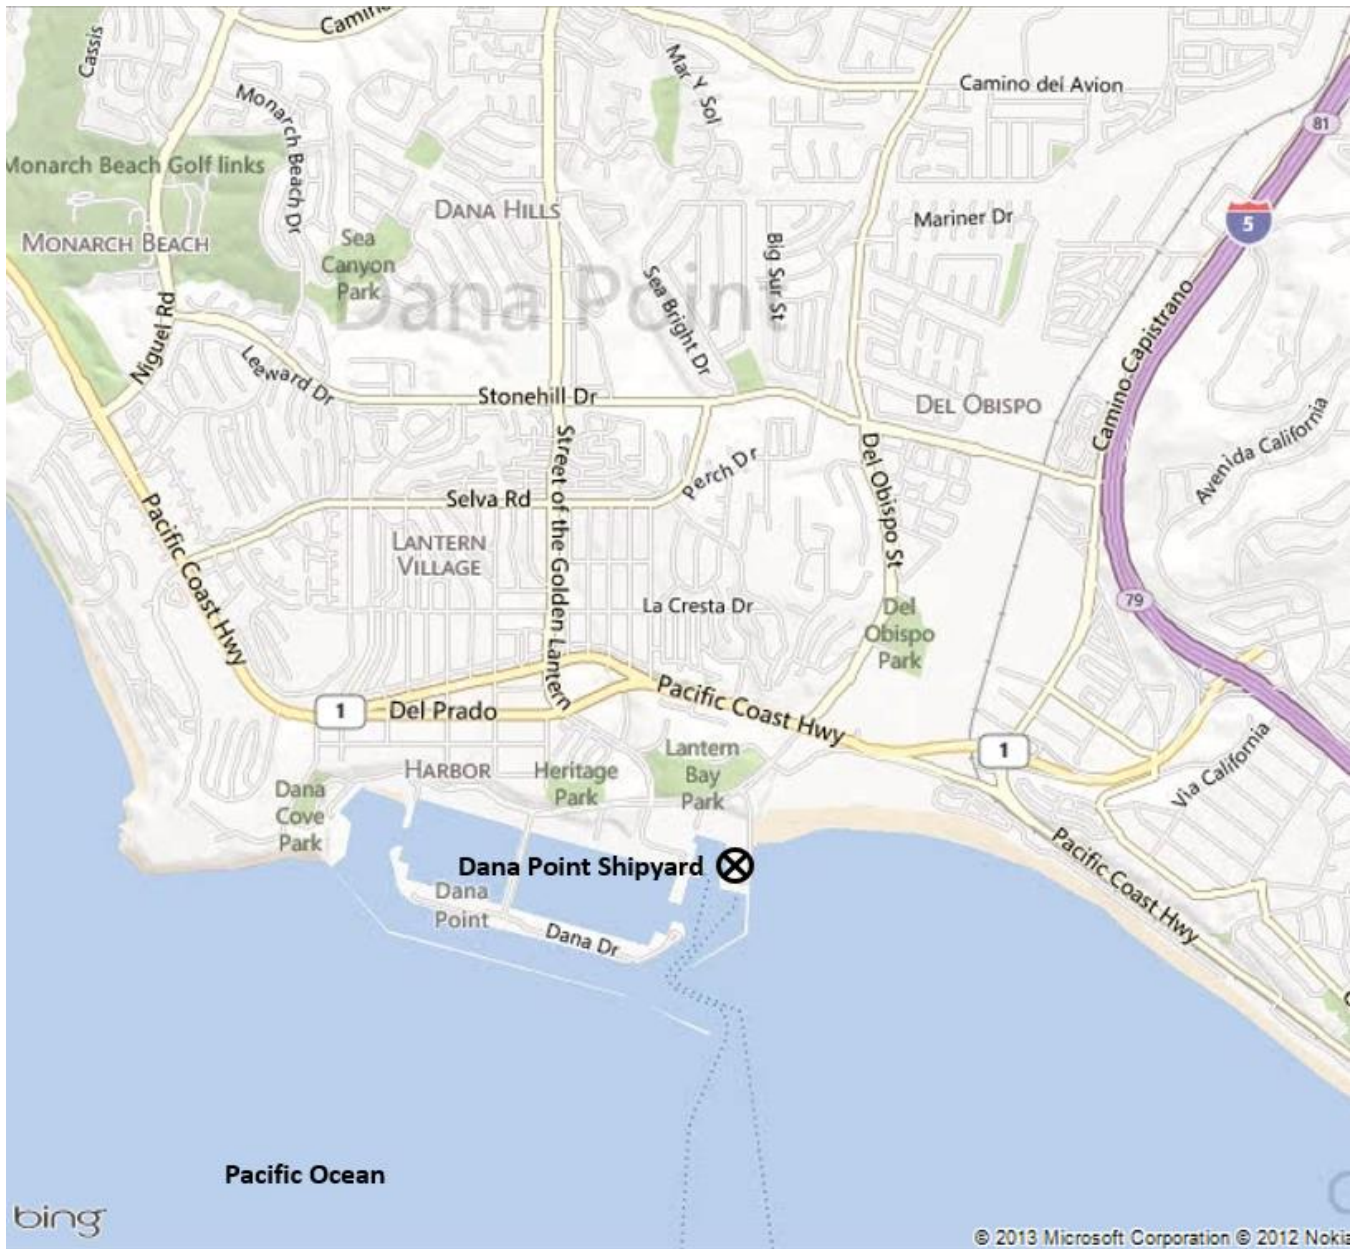 Camino
Cassis
Mar Y Sol
Camino del Avion
81
Monarch Beach Dr
Monarch Beach Golf links
DANA HILLS
Mariner Dr
5
MONARCH BEACH
Sea
Canyon
Park
Big Sur St
Dana Point
Sea Bright Dr
Niguel Rd
Camino Capistrano
Leeward Dr
Stonehill Dr
DEL OBISPO
Avenida California
Perch Dr
Del Obispo St
Selva Rd
Street of the Golden Lantern
Pacific Coast Hwy
LANTERN
VILLAGE
79
La Cresta Dr
Del
Obispo
Park
Pacific Coast Hwy
1
Del Prado
1
Lantern
Bay
Park
HARBOR
Heritage
Park
Via California
Dana
Cove
Park
Dana Point Shipyard
Pacific Coast Hwy
Dana
Point
Dana Dr
Pacific Ocean
bing
© 2013 Microsoft Corporation © 2012 Nokia